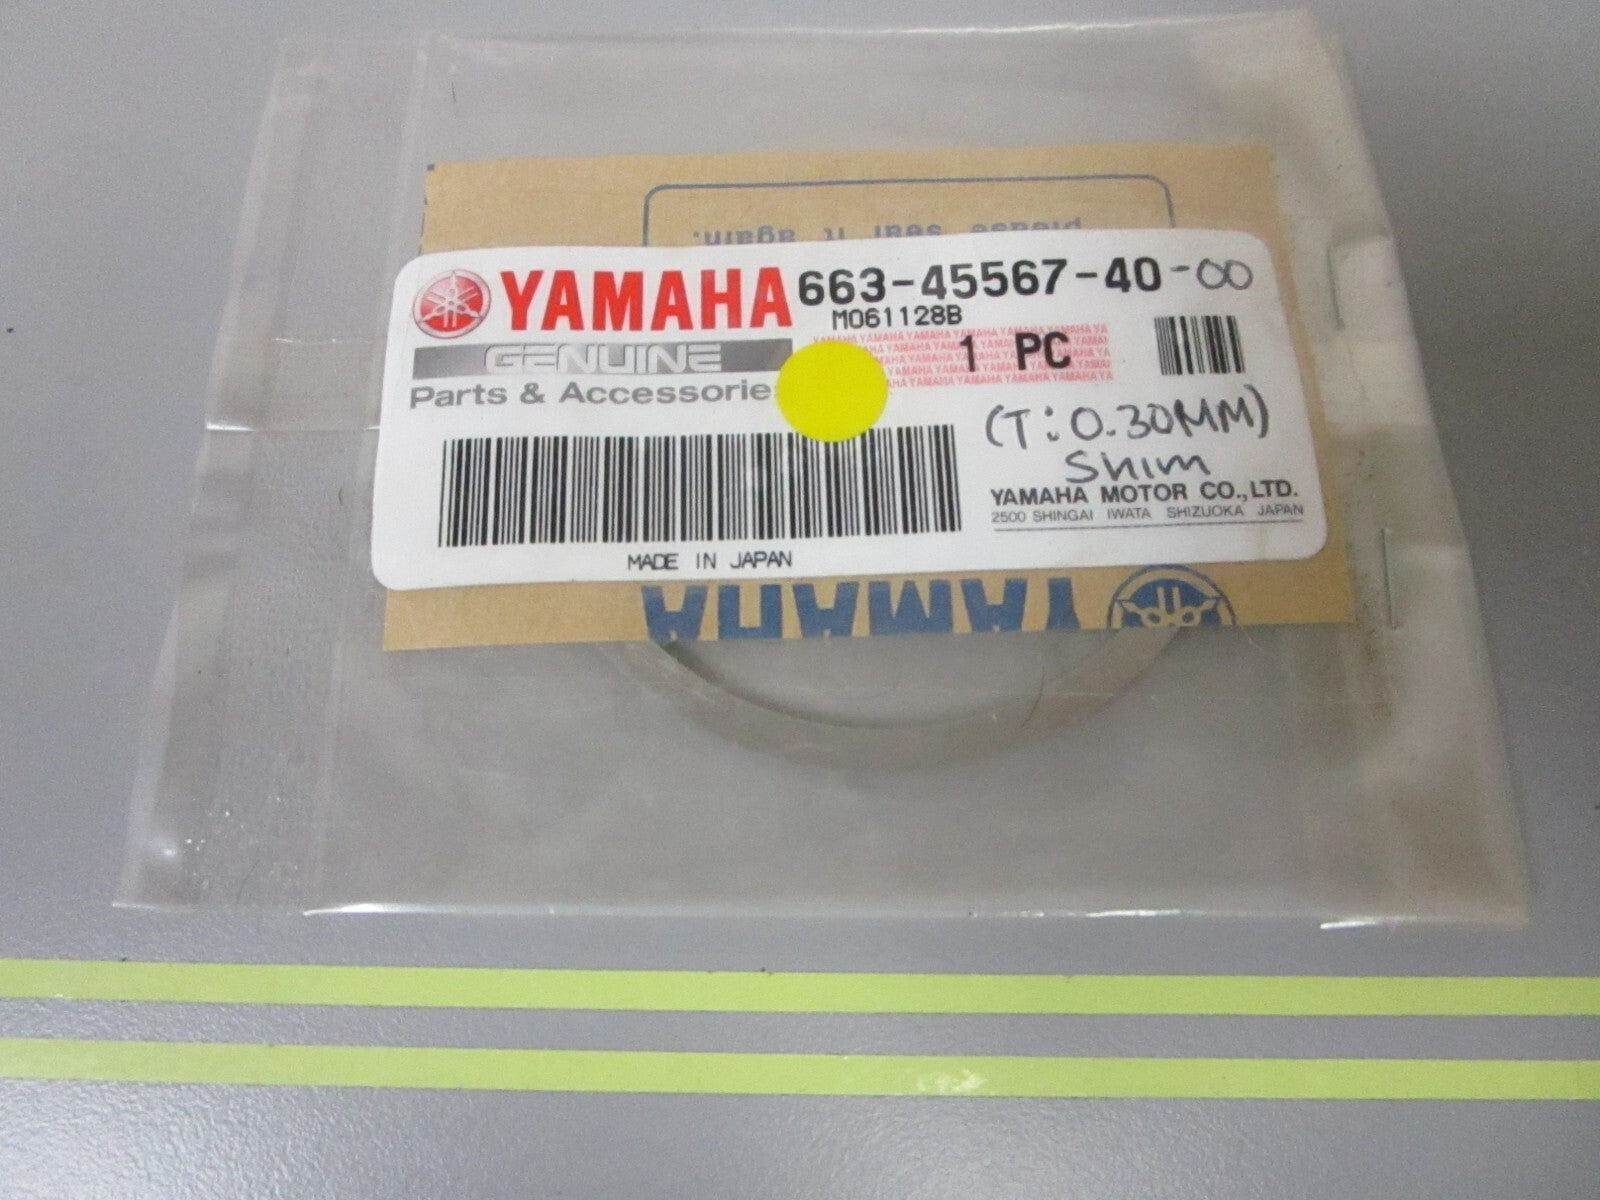 please seal it again.
YAMAHA 663-45567-40-00
M061128B
GENUINE
1 PC
Parts & Accessorie
(T: 0.30MM)
Shim
YAMAHA MOTOR CO., LTD.
2500 SHINGAI IWATA SHIZUOKA JAPAN
MADE IN JAPAN
YAMAHA